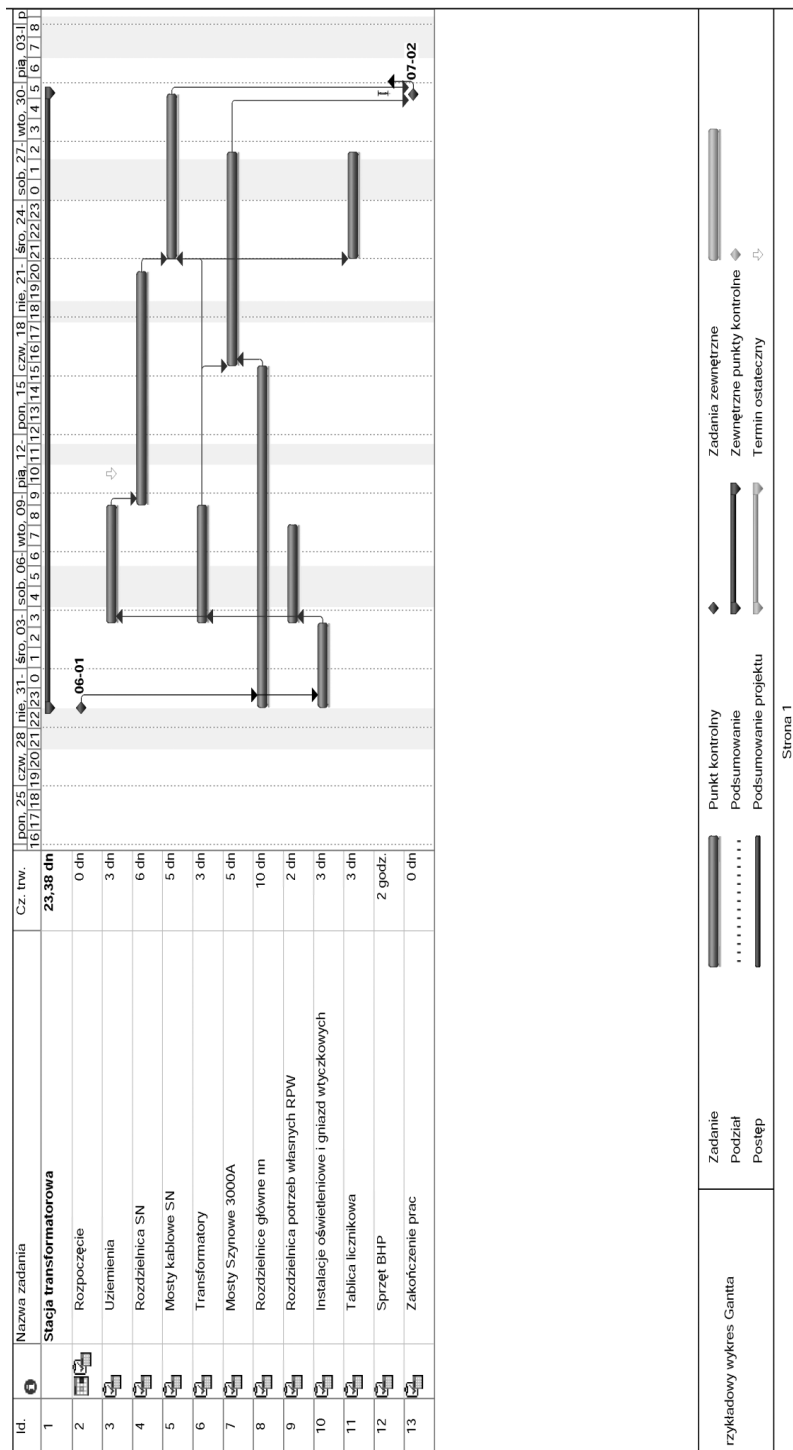 Id.
Nazwa zadania
Cz. trw.
pon, 25
czw, 28
nie, 31-
śro, 03-
sob, 06-
wto, 09-
pią, 12-
pon, 15
czw, 18
nie, 21-
śro, 24-
sob, 27-
wto, 30-
pią, 03-l
p
16 17 18 19 20 21 22 23 0 1 2 3 4 5 6 7 8 9 10 11 12 13 14 15 16 17 18 19 20 21 22 23 0 1 2 3 4 5 6 7 8
1 Stacja transformatorowa 23,38 dn
2 Rozpoczęcie 0 dn 06-01
3 Uziemienia 3 dn
4 Rozdzielnica SN 6 dn
5 Mosty kablowe SN 5 dn
6 Transformatory 3 dn
7 Mosty Szynowe 3000A 5 dn
8 Rozdzielnice główne nn 10 dn
9 Rozdzielnica potrzeb własnych RPW 2 dn
10 Instalacje oświetleniowe i gniazd wtyczkowych 3 dn
11 Tablica licznikowa 3 dn
12 Sprzęt BHP 2 godz.
13 Zakończenie prac 0 dn 07-02
rzykładowy wykres Gantta
Zadanie
Podział
Postęp
Punkt kontrolny
Podsumowanie
Podsumowanie projektu
Zadania zewnętrzne
Zewnętrzne punkty kontrolne
Termin ostateczny
Strona 1